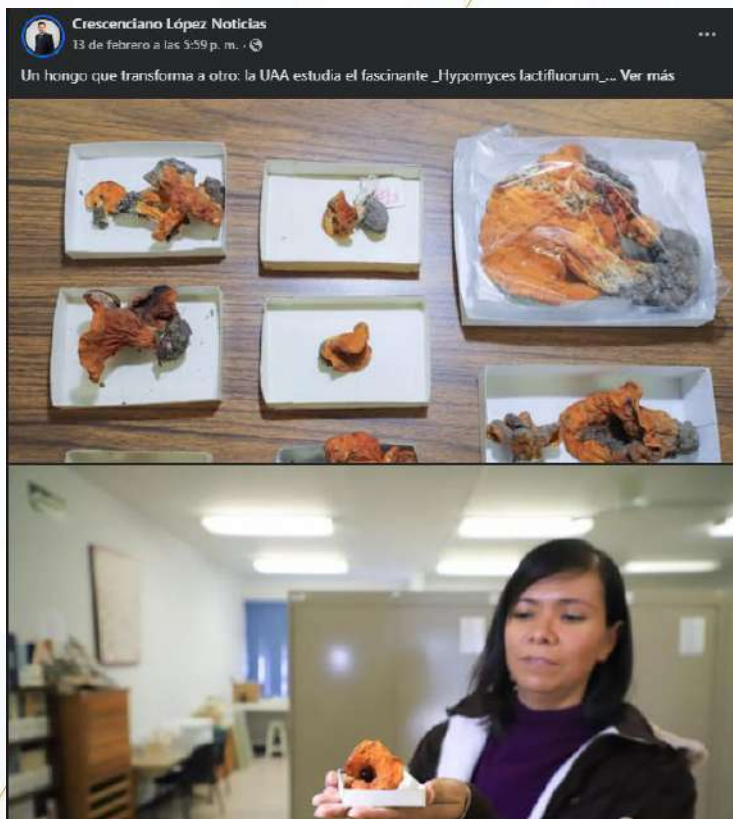 Crescenciano López Noticias
13 de febrero a las 5:59 p. m. ·
Un hongo que transforma a otro: la UAA estudia el fascinante _Hypomyces lactifluorum_... Ver más